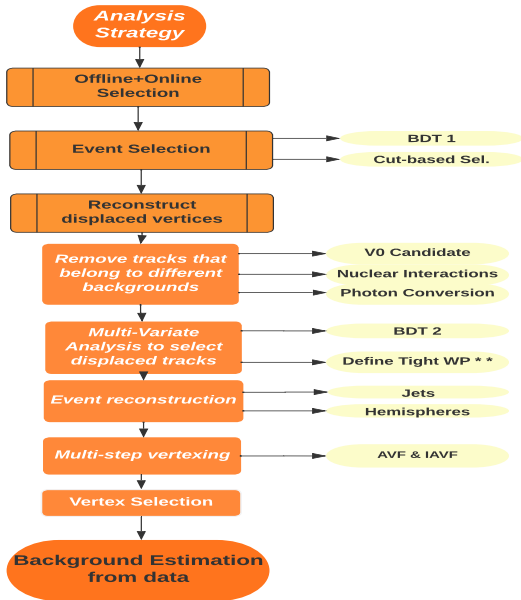 Analysis
Strategy
Offline+Online
Selection
Event Selection
BDT 1
Cut-based Sel.
Reconstruct
displaced vertices
Remove tracks that
belong to different
backgrounds
V0 Candidate
Nuclear Interactions
Photon Conversion
Multi-Variate
Analysis to select
displaced tracks
BDT 2
Define Tight WP * *
Event reconstruction
Jets
Hemispheres
Multi-step vertexing
AVF & IAVF
Vertex Selection
Background Estimation
from data